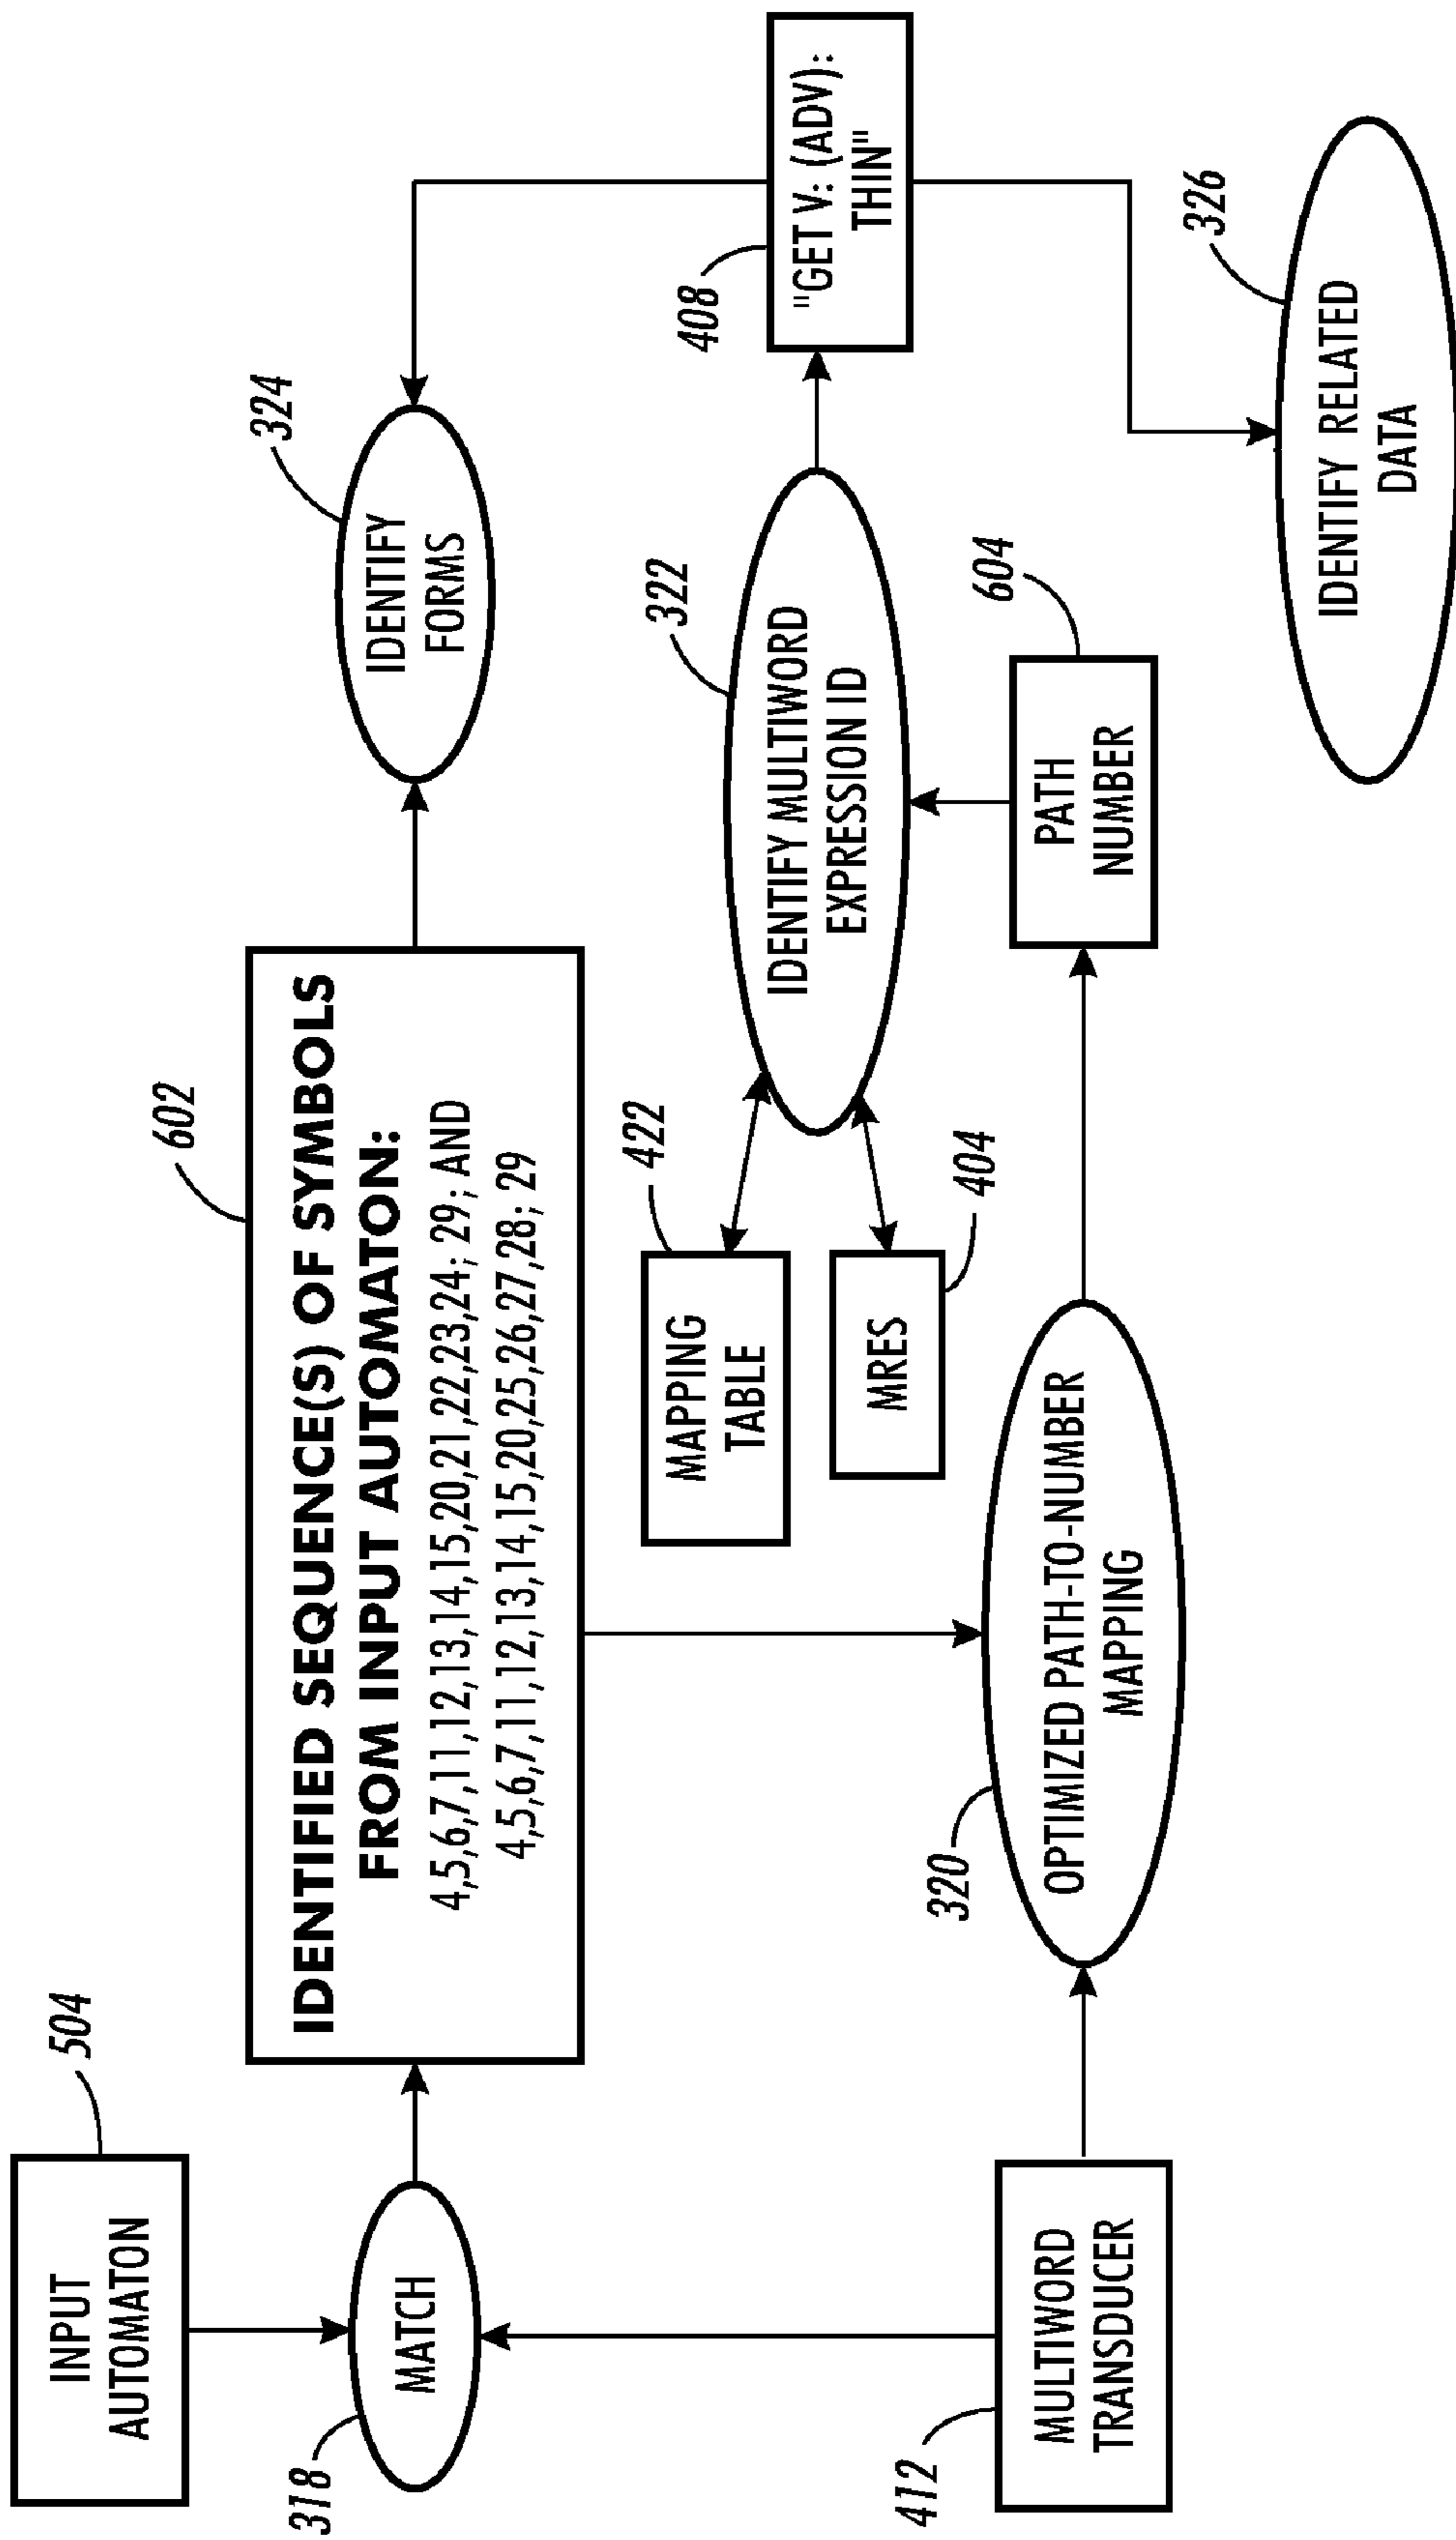 504
INPUT
AUTOMATON
318
MATCH
602
IDENTIFIED SEQUENCE(S) OF SYMBOLS
FROM INPUT AUTOMATON:
4,5,6,7,11,12,13,14,15,20,21,22,23,24; 29; AND
4,5,6,7,11,12,13,14,15,20,25,26,27,28; 29
324
IDENTIFY
FORMS
422
MAPPING
TABLE
404
MRES
322
IDENTIFY MULTIWORD
EXPRESSION ID
408
"GET V: (ADV):
THIN"
412
MULTIWORD
TRANSDUCER
320
OPTIMIZED PATH-TO-NUMBER
MAPPING
604
PATH
NUMBER
326
IDENTIFY RELATED
DATA